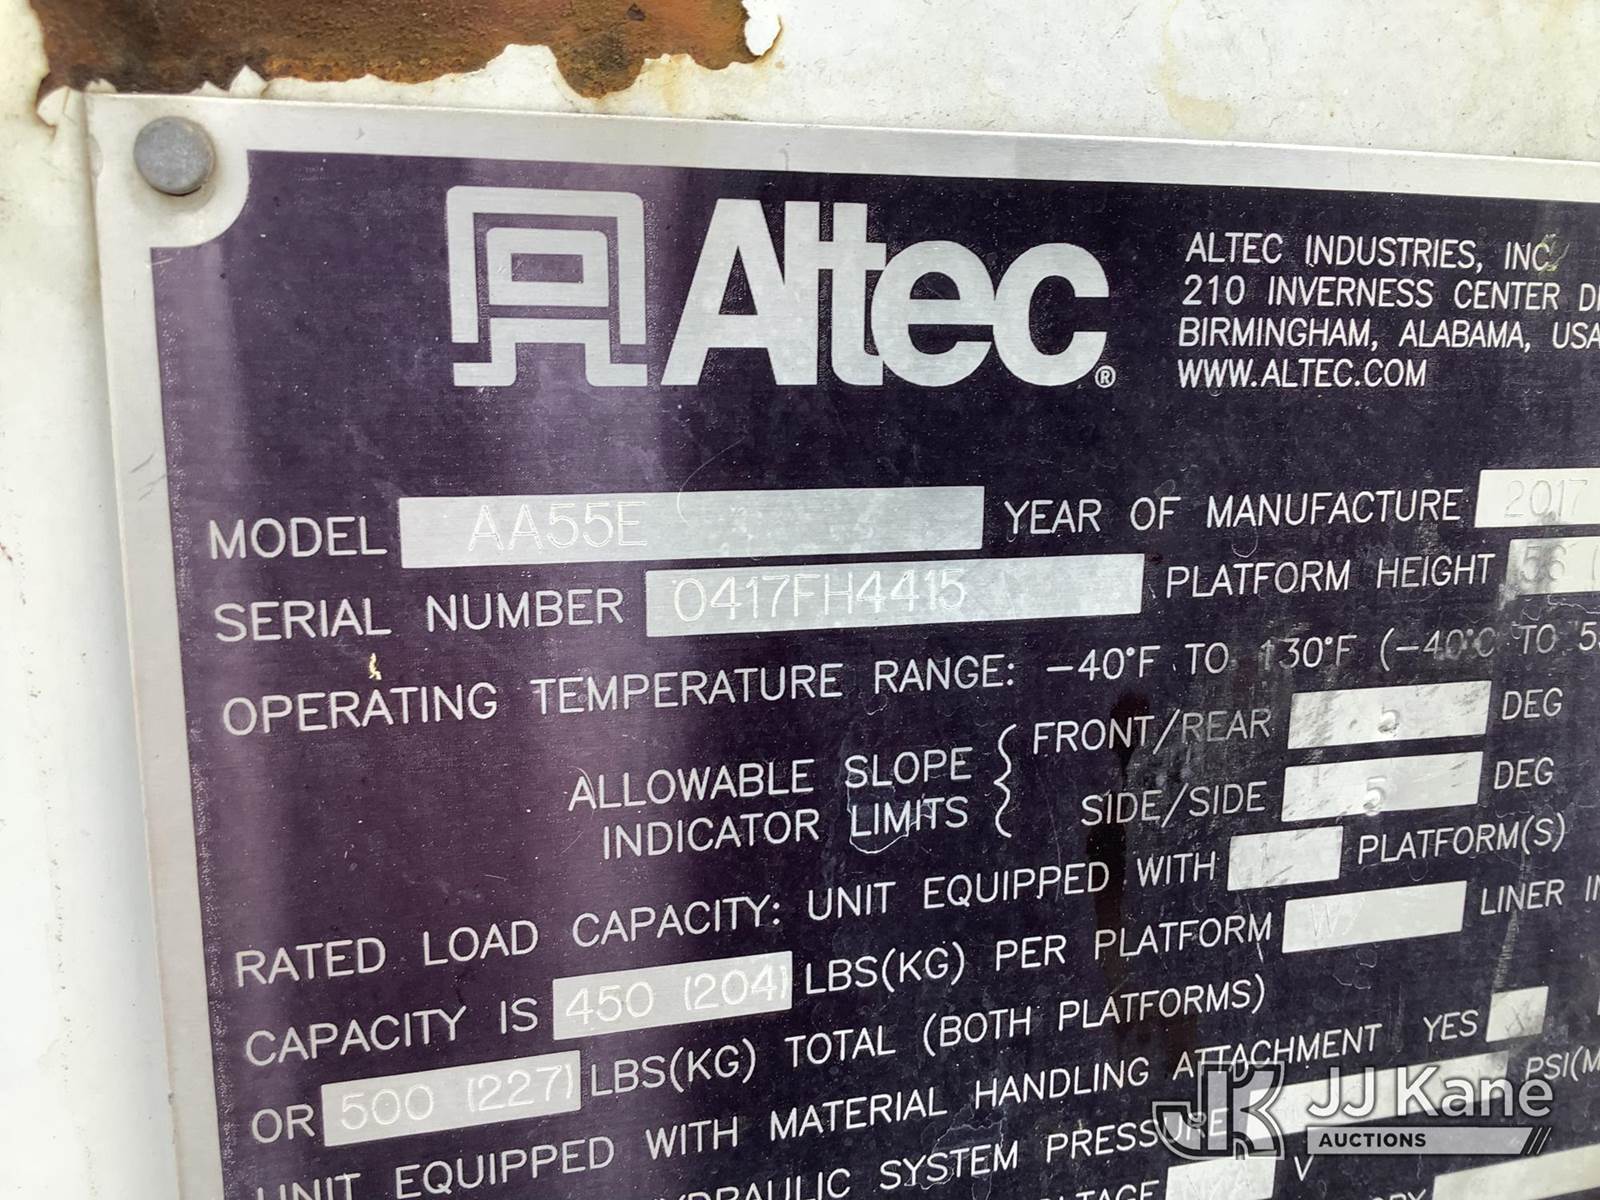 Altec®
ALTEC INDUSTRIES, INC.
210 INVERNESS CENTER
BIRMINGHAM, ALABAMA, USA
WWW.ALTEC.COM
MODEL AA55E YEAR OF MANUFACTURE 2017
SERIAL NUMBER 0417FH4415 PLATFORM HEIGHT
OPERATING TEMPERATURE RANGE: -40°F TO 130°F (-40°C TO
ALLOWABLE SLOPE INDICATOR LIMITS { FRONT/REAR 5 DEG
SIDE/SIDE 5 DEG
RATED LOAD CAPACITY: UNIT EQUIPPED WITH 1 PLATFORM(S)
CAPACITY IS 450 (204) LBS(KG) PER PLATFORM W/ LINER
OR 500 (227) LBS(KG) TOTAL (BOTH PLATFORMS)
UNIT EQUIPPED WITH MATERIAL HANDLING ATTACHMENT YES X
SYSTEM PRESSURE PSI
V
JJ Kane
AUCTIONS